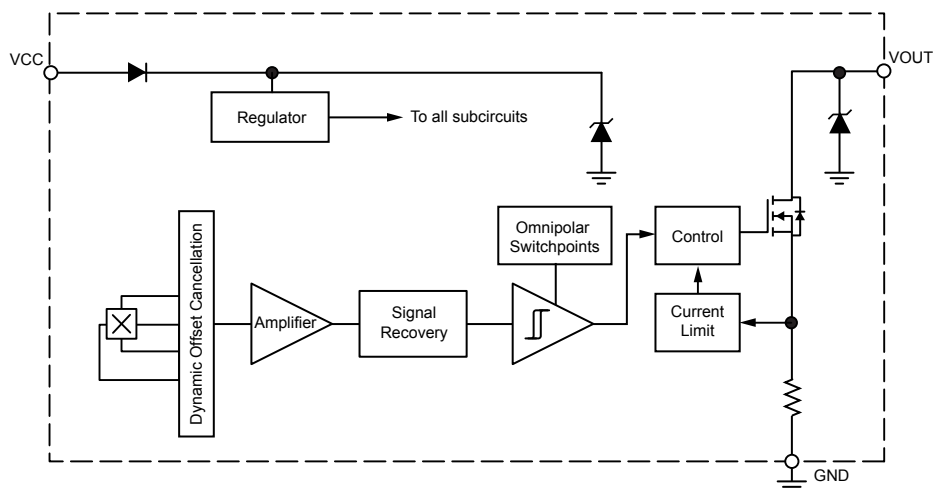 VCC
VOUT
Regulator
To all subcircuits
Omnipolar
Switchpoints
Control
Dynamic Offset Cancellation
Amplifier
Signal
Recovery
Current
Limit
GND